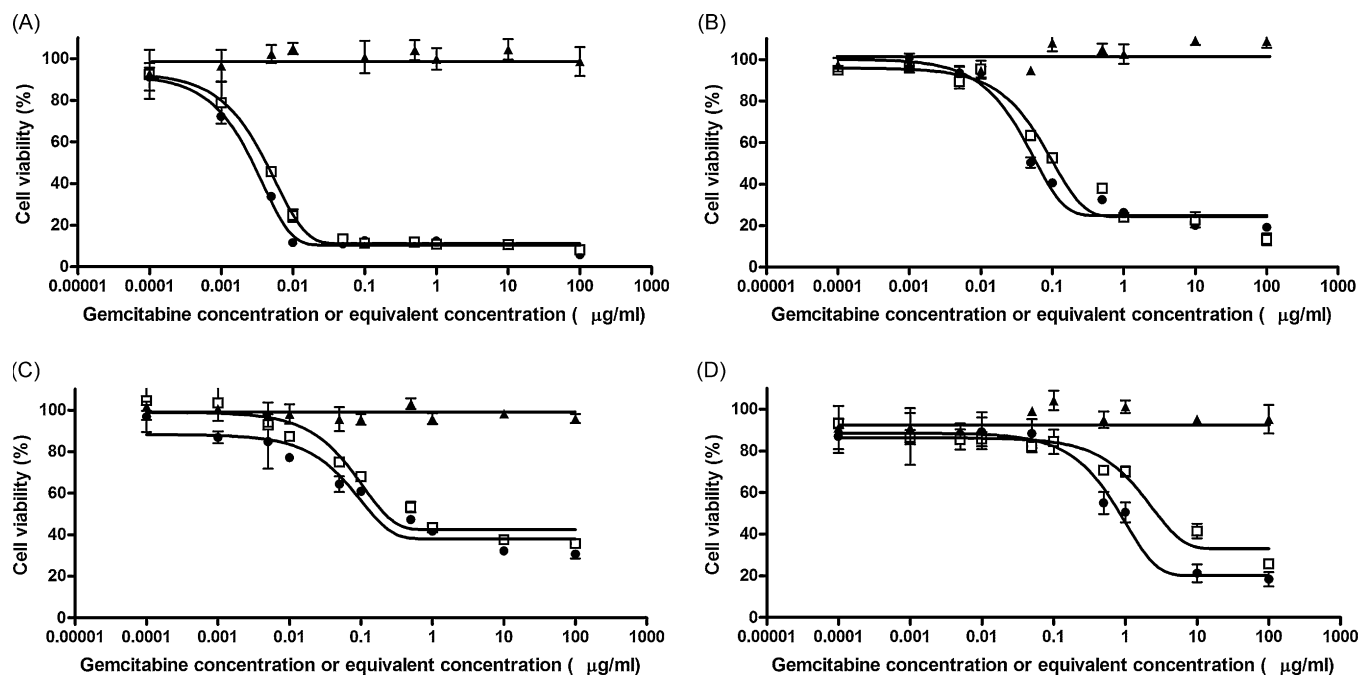 (A)
Cell viability (%)
100
80
60
40
20
0
0.00001 0.0001 0.001 0.01 0.1 1 10 100 1000
Gemcitabine concentration or equivalent concentration ( μg/ml)
(B)
Cell viability (%)
100
80
60
40
20
0
0.00001 0.0001 0.001 0.01 0.1 1 10 100 1000
Gemcitabine concentration or equivalent concentration ( μg/ml)
(C)
Cell viability (%)
100
80
60
40
20
0
0.00001 0.0001 0.001 0.01 0.1 1 10 100 1000
Gemcitabine concentration or equivalent concentration ( μg/ml)
(D)
Cell viability (%)
100
80
60
40
20
0
0.00001 0.0001 0.001 0.01 0.1 1 10 100 1000
Gemcitabine concentration or equivalent concentration ( μg/ml)